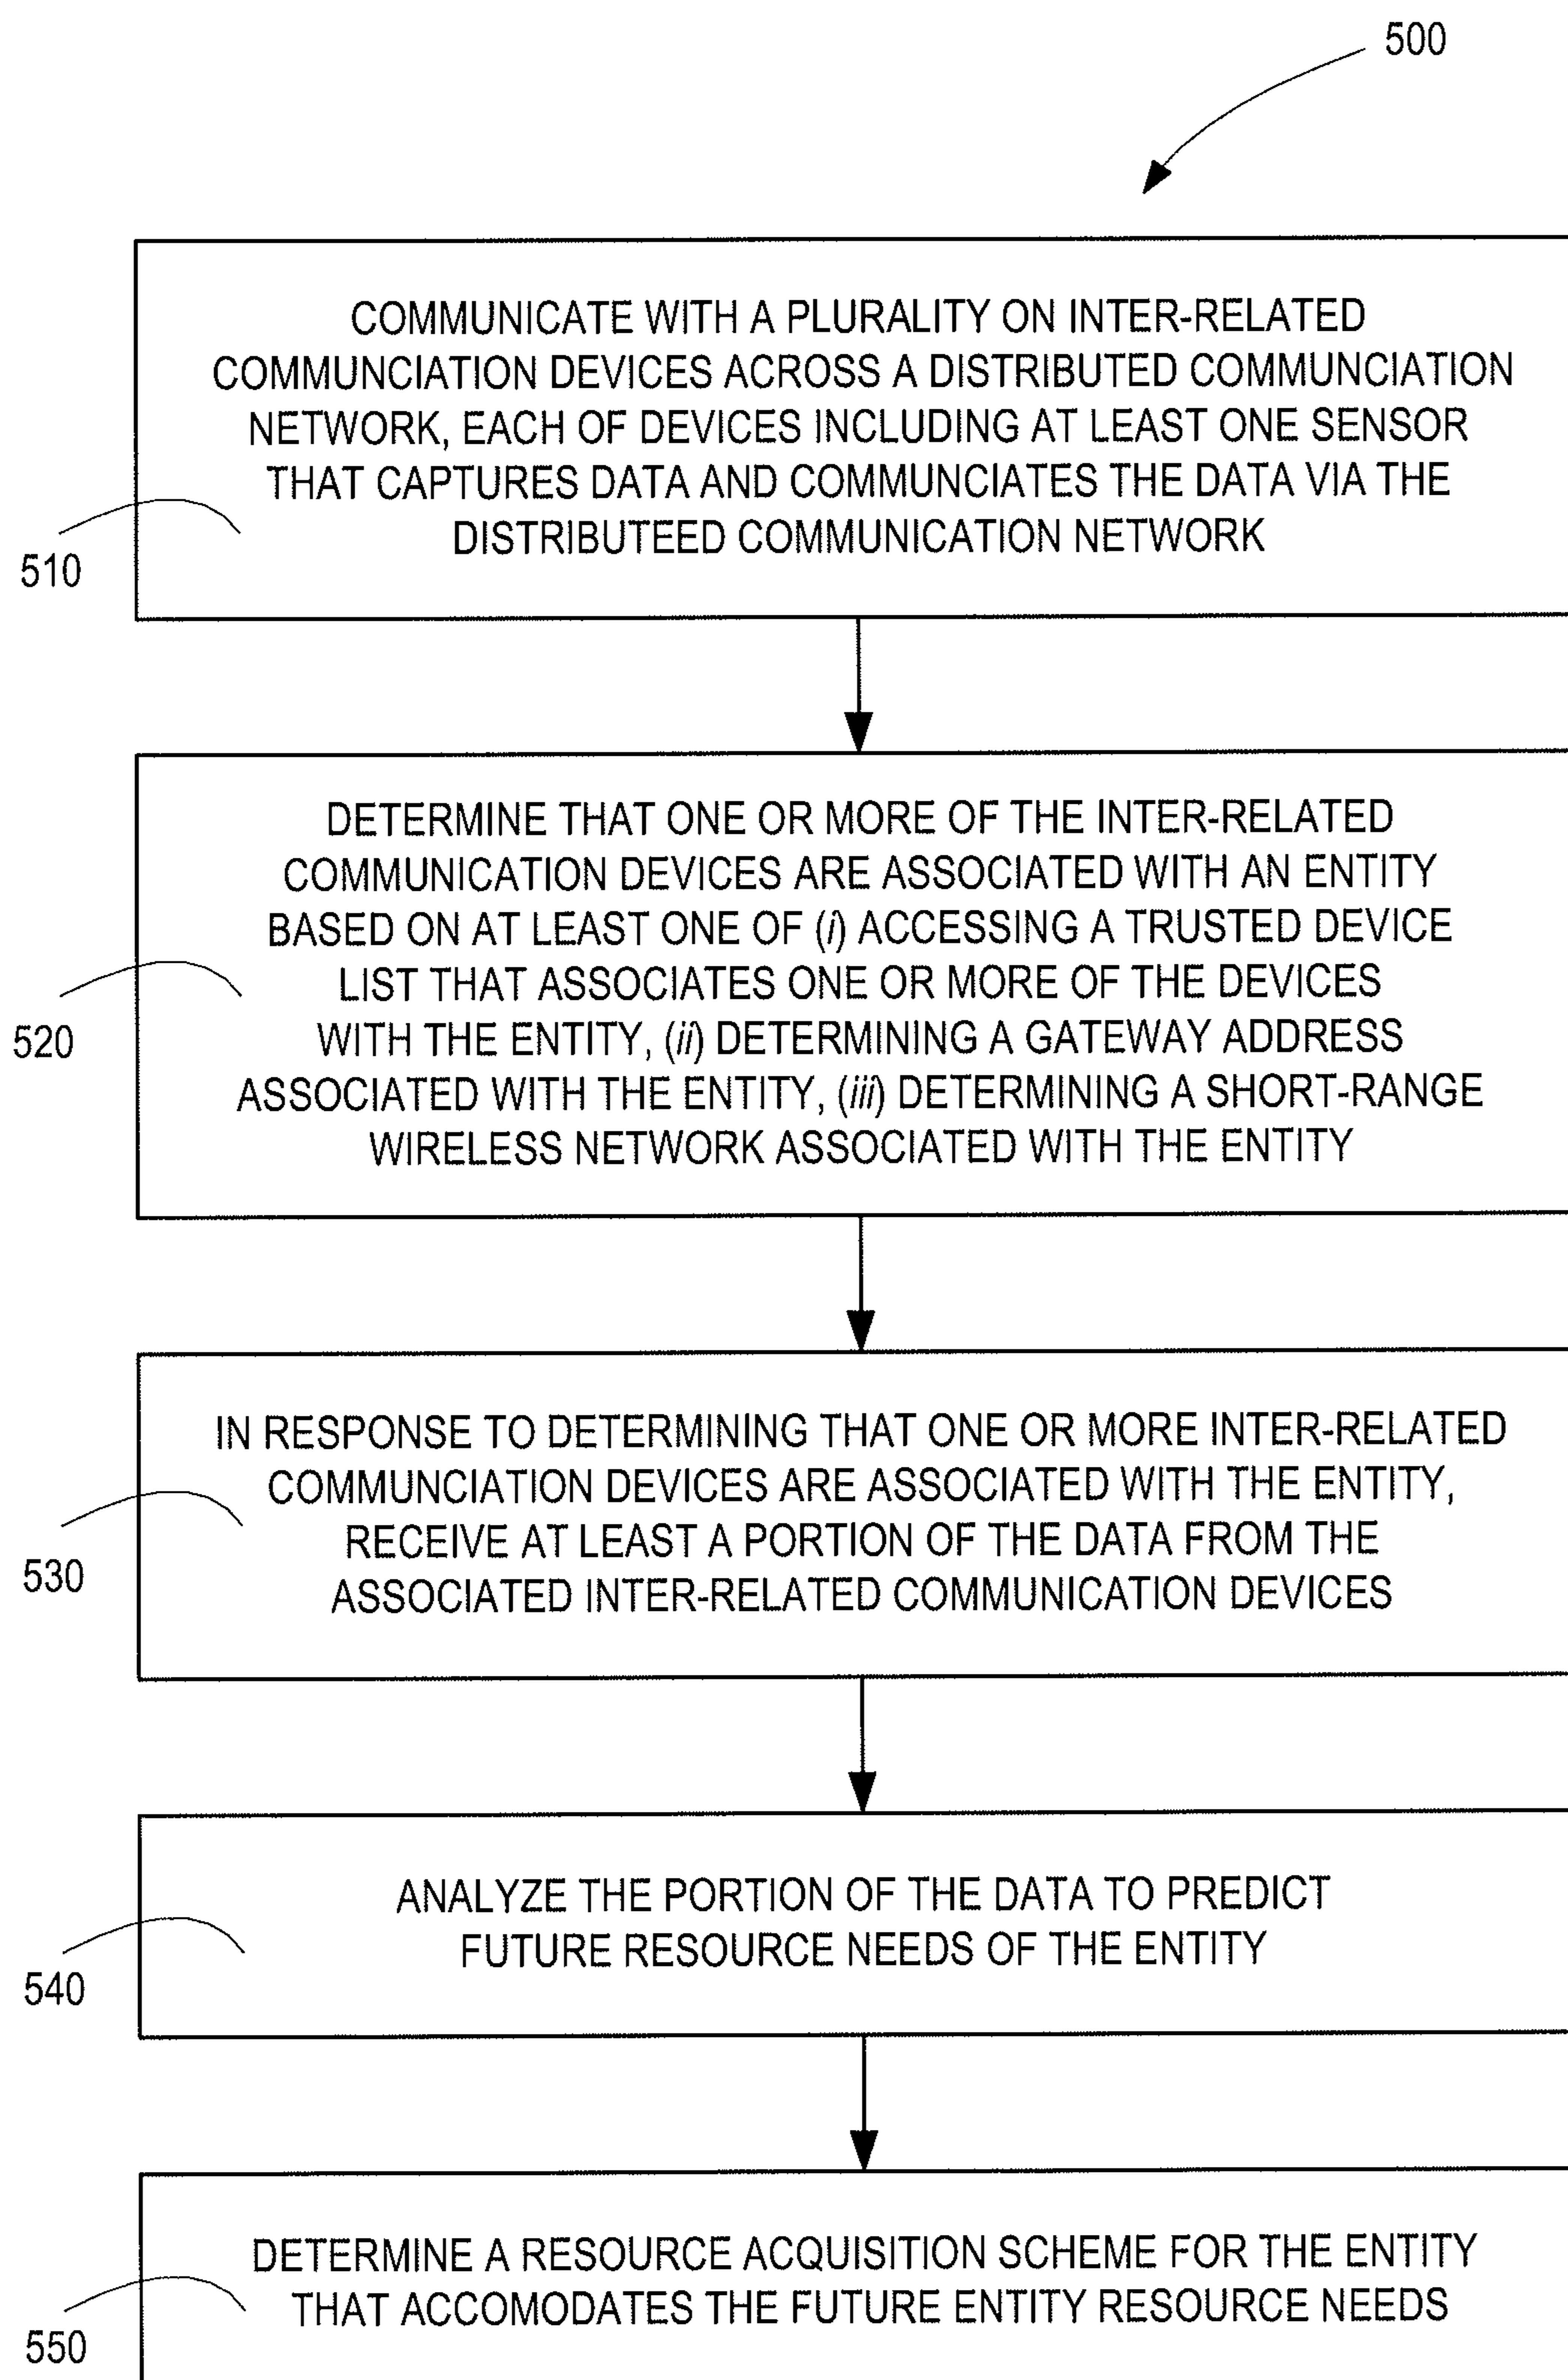 500
COMMUNICATE WITH A PLURALITY ON INTER-RELATED
COMMUNCIATION DEVICES ACROSS A DISTRIBUTED COMMUNCIATION
NETWORK, EACH OF DEVICES INCLUDING AT LEAST ONE SENSOR
THAT CAPTURES DATA AND COMMUNCIATES THE DATA VIA THE
DISTRIBUTEED COMMUNICATION NETWORK
510
DETERMINE THAT ONE OR MORE OF THE INTER-RELATED
COMMUNICATION DEVICES ARE ASSOCIATED WITH AN ENTITY
BASED ON AT LEAST ONE OF (i) ACCESSING A TRUSTED DEVICE
LIST THAT ASSOCIATES ONE OR MORE OF THE DEVICES
WITH THE ENTITY, (ii) DETERMINING A GATEWAY ADDRESS
ASSOCIATED WITH THE ENTITY, (iii) DETERMINING A SHORT-RANGE
WIRELESS NETWORK ASSOCIATED WITH THE ENTITY
520
IN RESPONSE TO DETERMINING THAT ONE OR MORE INTER-RELATED
COMMUNCIATION DEVICES ARE ASSOCIATED WITH THE ENTITY,
RECEIVE AT LEAST A PORTION OF THE DATA FROM THE
ASSOCIATED INTER-RELATED COMMUNICATION DEVICES
530
ANALYZE THE PORTION OF THE DATA TO PREDICT
FUTURE RESOURCE NEEDS OF THE ENTITY
540
DETERMINE A RESOURCE ACQUISITION SCHEME FOR THE ENTITY
THAT ACCOMODATES THE FUTURE ENTITY RESOURCE NEEDS
550